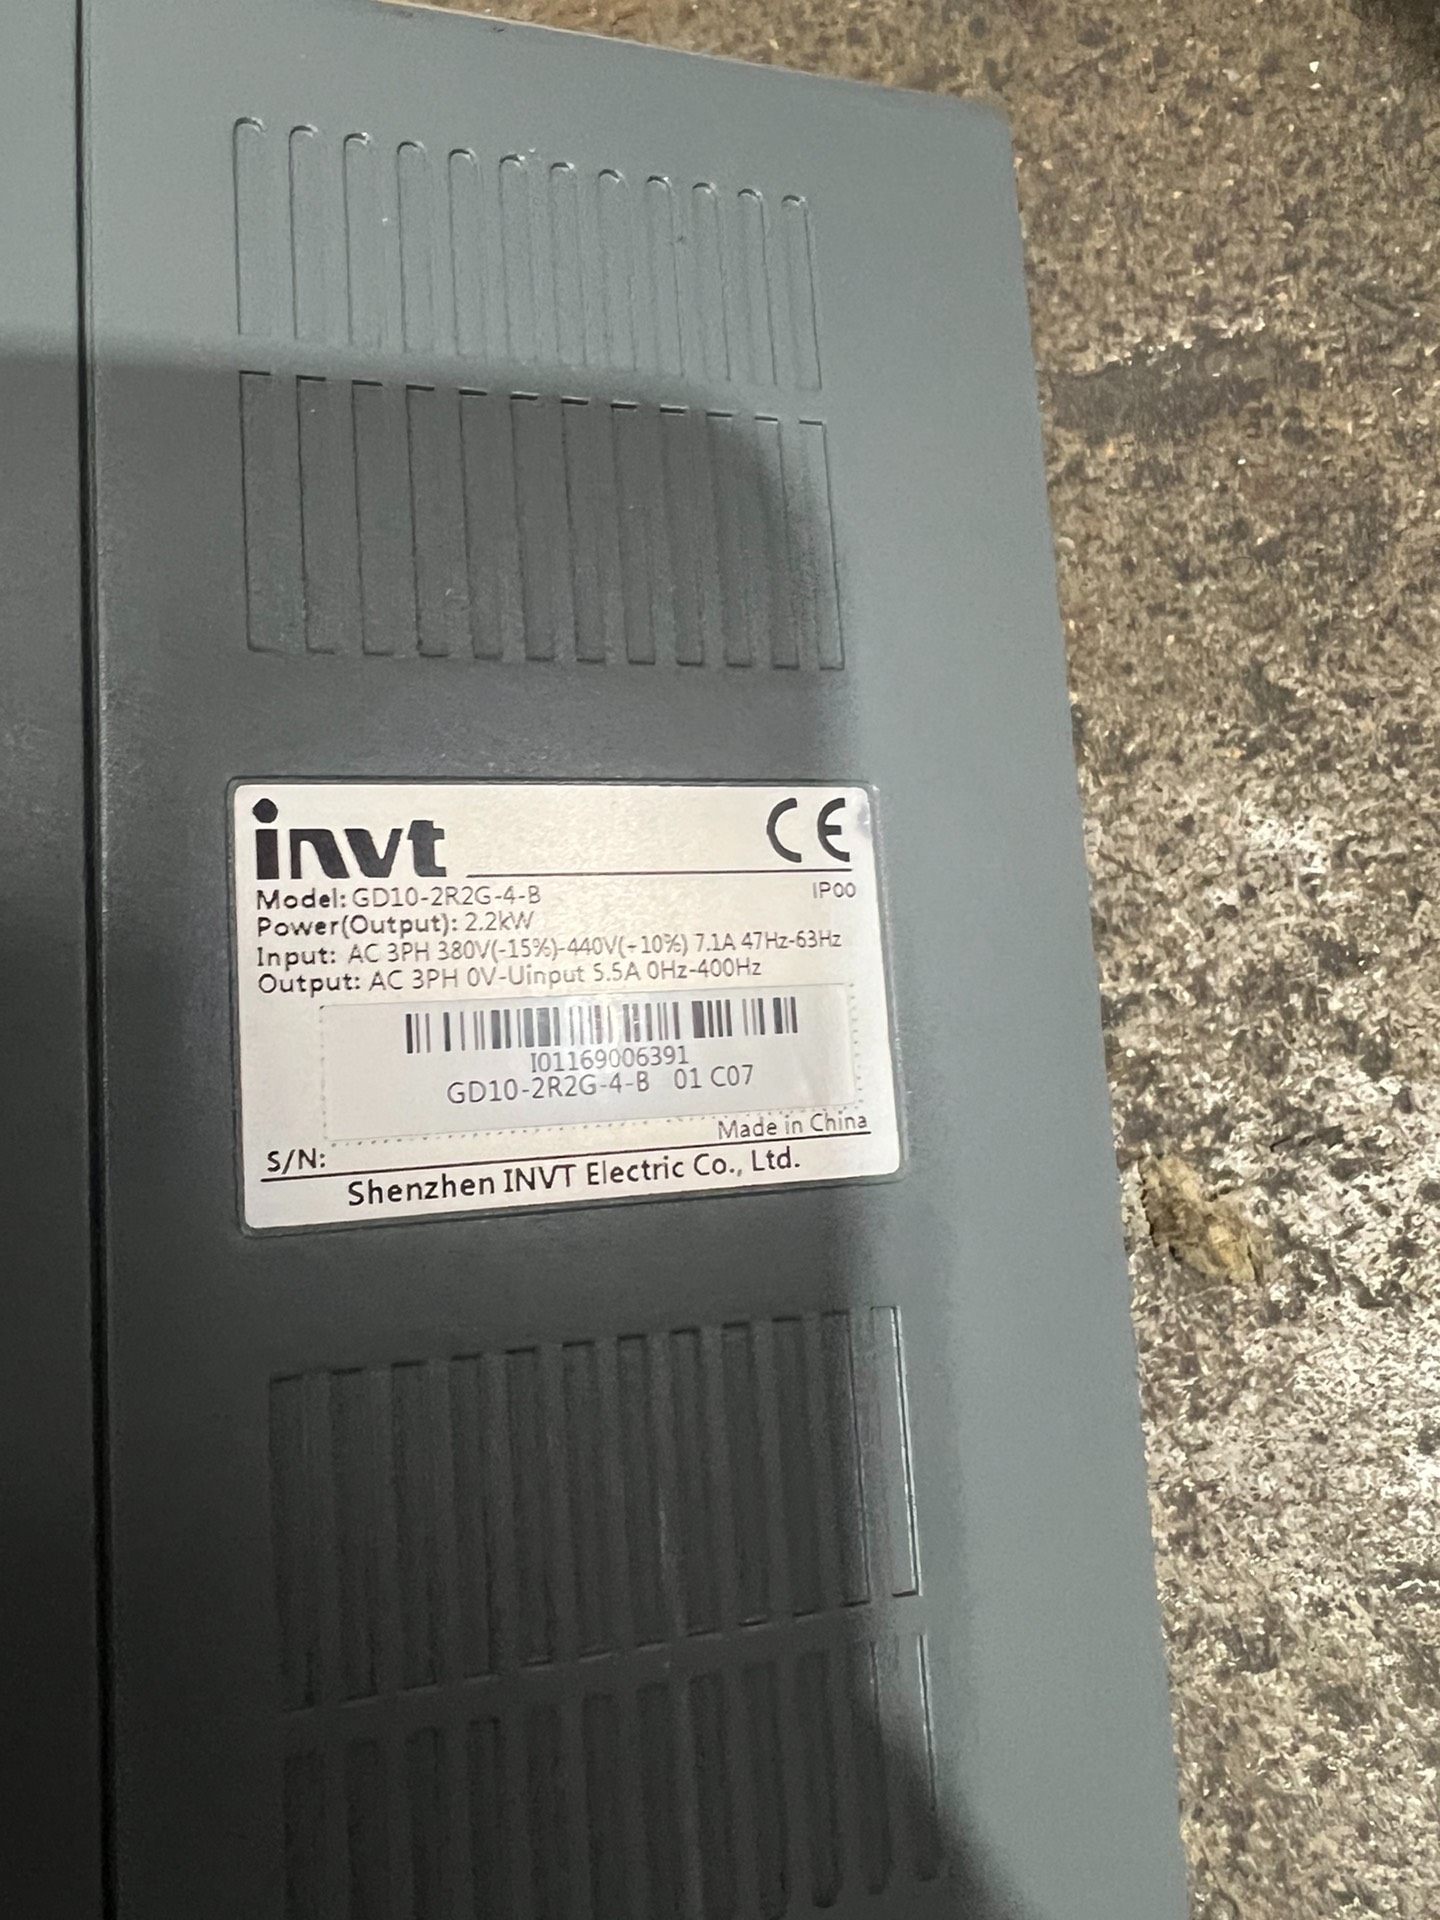 invt
CE
Model: GD10-2R2G-4-B
IP00
Power(Output): 2.2kW
Input: AC 3PH 380V(-15%)-440V(+10%) 7.1A 47Hz-63Hz
Output: AC 3PH 0V-Uinput 5.5A 0Hz-400Hz
I01169006391
GD10-2R2G-4-B 01 C07
Made in China
S/N:
Shenzhen INVT Electric Co., Ltd.